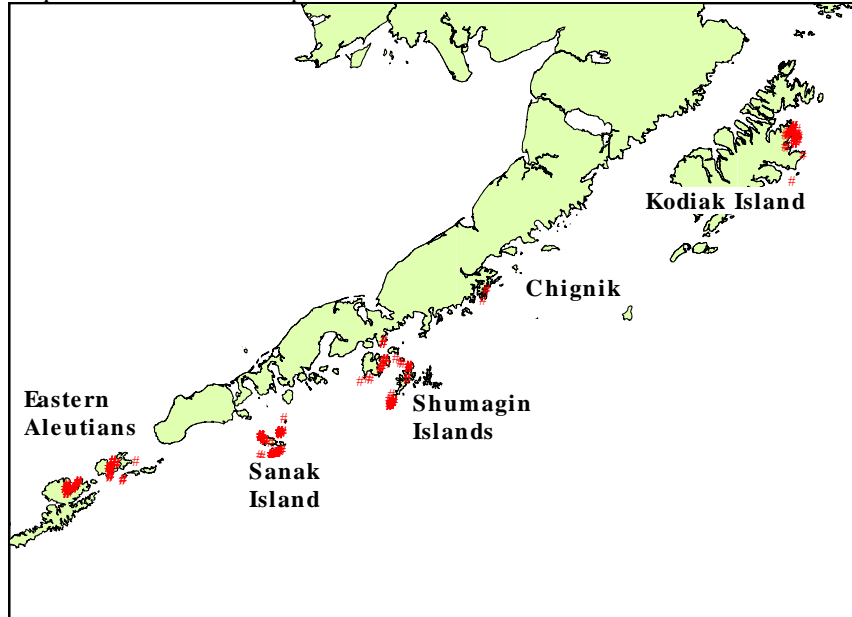 Kodiak Island
Chignik
Eastern
Aleutians
Shumagin
Islands
Sanak
Island